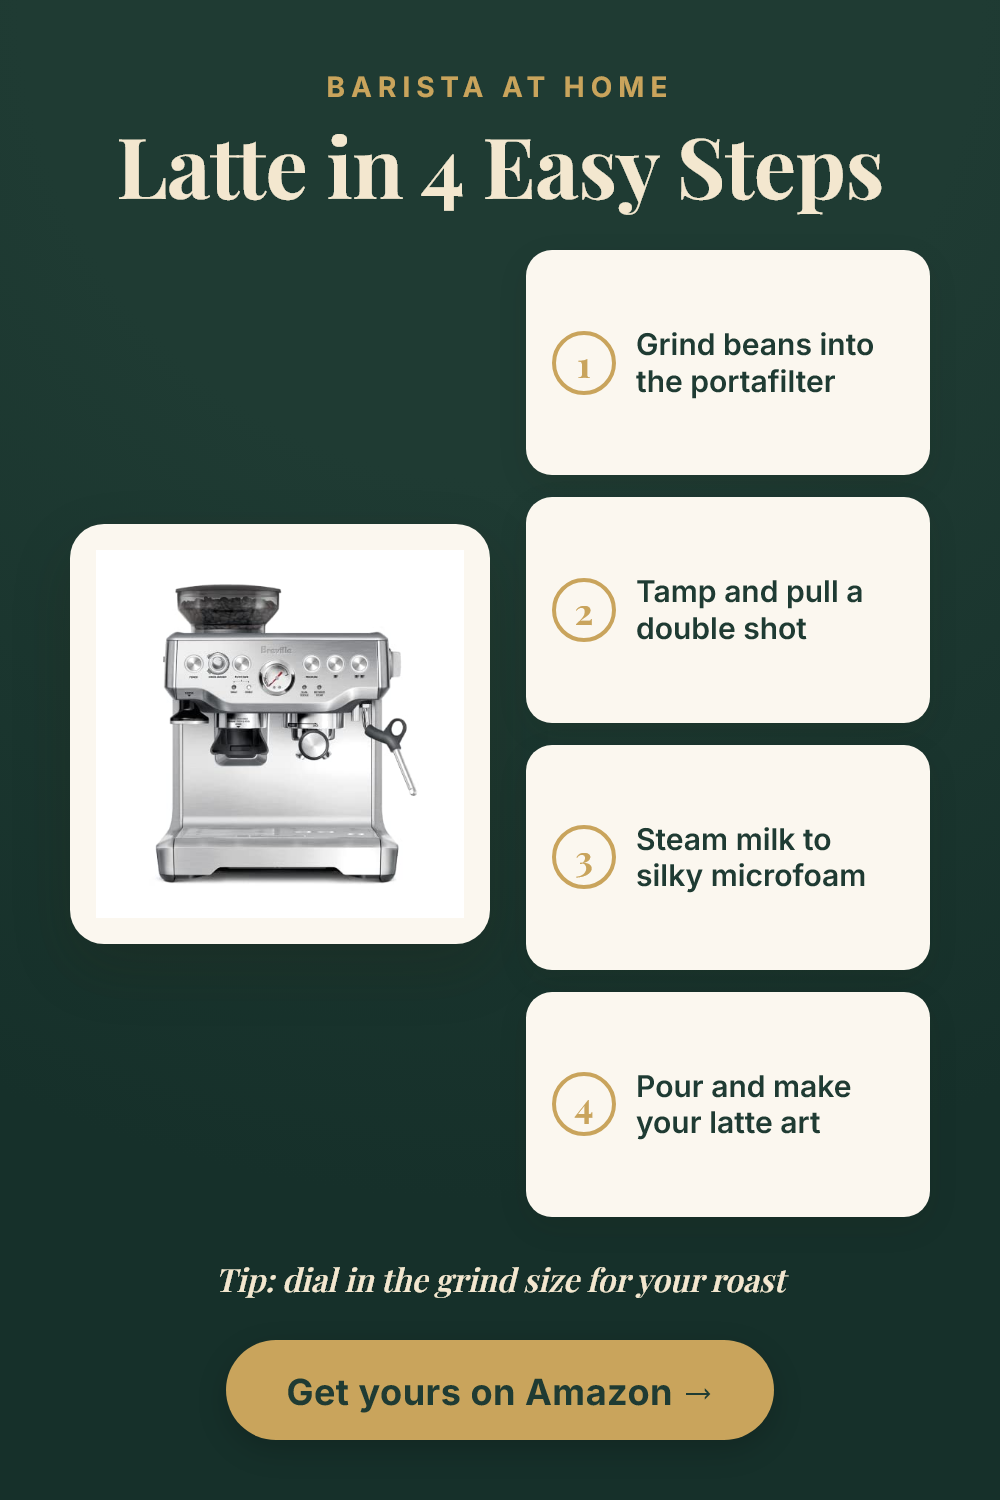 BARISTA AT HOME
Latte in 4 Easy Steps
Breville
1
Grind beans into
the portafilter
2
Tamp and pull a
double shot
3
Steam milk to
silky microfoam
4
Pour and make
your latte art
Tip: dial in the grind size for your roast
Get yours on Amazon →